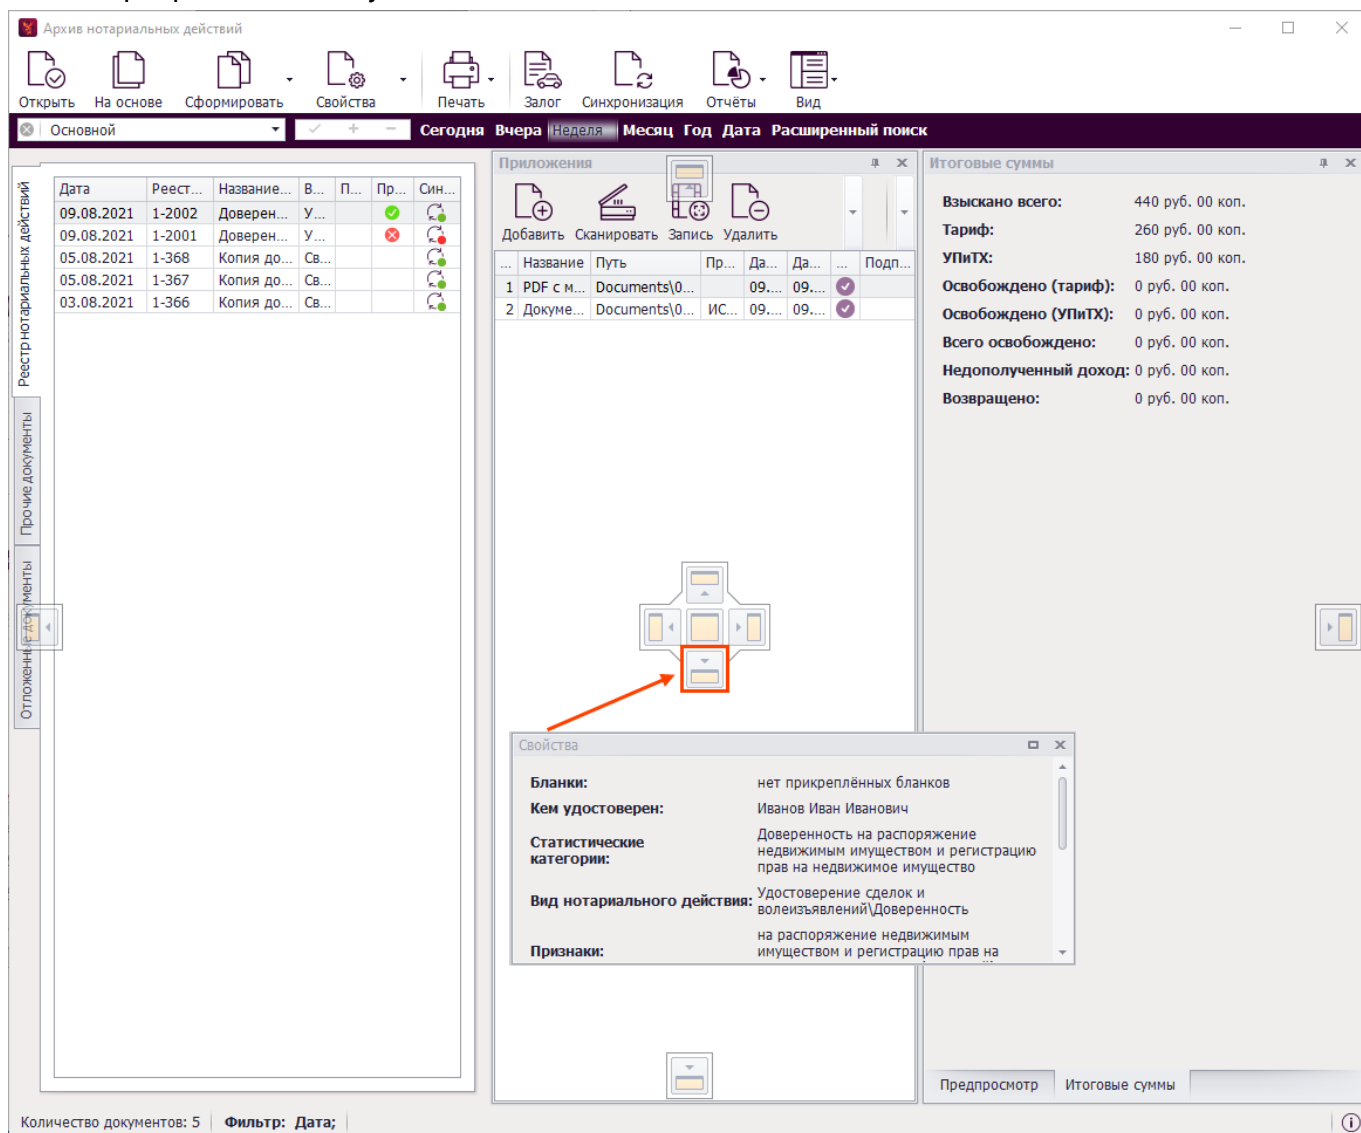 Архив нотариальных действий
Открыть На основе Сформировать Свойства Печать Залог Синхронизация Отчёты Вид
Основной Сегодня Вчера Неделя Месяц Год Дата Расширенный поиск
Реестр нотариальных действий
Прочие документы
Отложенные документы
Дата Реест... Название... В... П... Пр... Син...
09.08.2021 1-2002 Доверен... У...
09.08.2021 1-2001 Доверен... У...
05.08.2021 1-368 Копия до... Св...
05.08.2021 1-367 Копия до... Св...
03.08.2021 1-366 Копия до... Св...
Приложения
Добавить Сканировать Запись Удалить
... Название Путь Пр... Да... Да... ... Подп...
1 PDF с м... Documents\0... 09.... 09....
2 Докуме... Documents\0... ИС... 09.... 09....
Итоговые суммы
Взыскано всего: 440 руб. 00 коп.
Тариф: 260 руб. 00 коп.
УПиТХ: 180 руб. 00 коп.
Освобождено (тариф): 0 руб. 00 коп.
Освобождено (УПиТХ): 0 руб. 00 коп.
Всего освобождено: 0 руб. 00 коп.
Недополученный доход: 0 руб. 00 коп.
Возвращено: 0 руб. 00 коп.
Свойства
Бланки: нет прикреплённых бланков
Кем удостоверен: Иванов Иван Иванович
Статистические категории: Доверенность на распоряжение
недвижимым имуществом и регистрацию
прав на недвижимое имущество
Вид нотариального действия: Удостоверение сделок и
волеизъявлений\Доверенность
Признаки: на распоряжение недвижимым
имуществом и регистрацию прав на
Предпросмотр Итоговые суммы
Количество документов: 5 Фильтр: Дата;